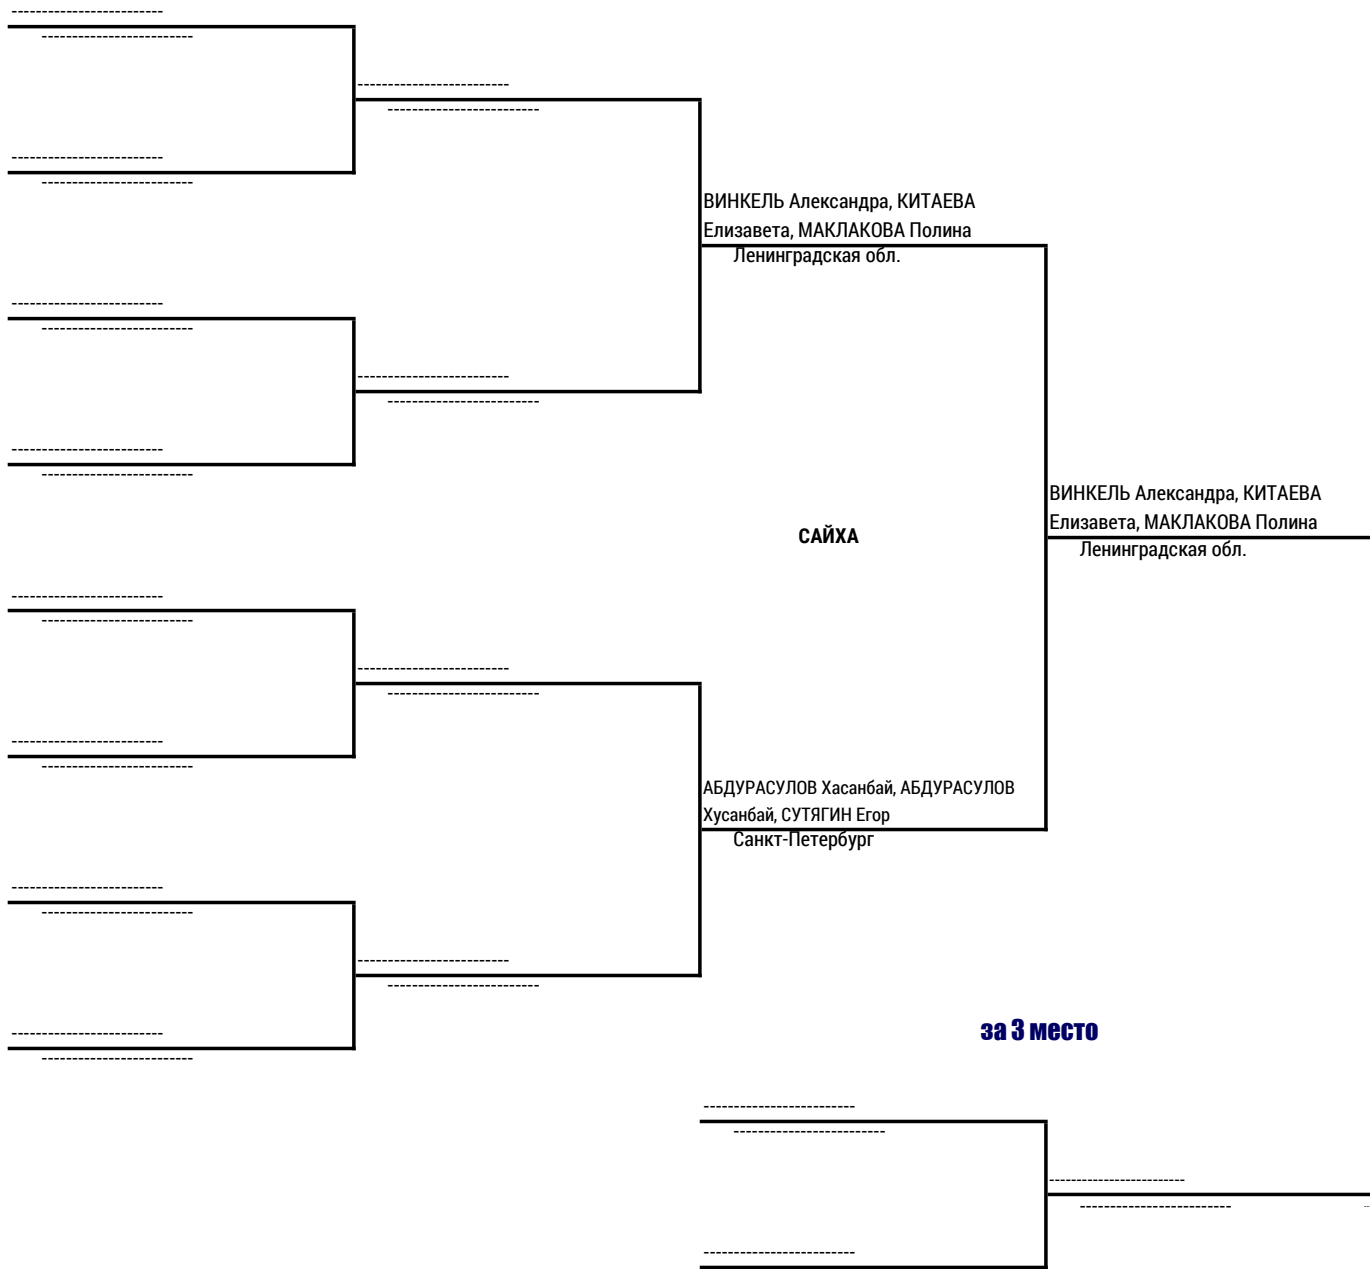 -------------------------
-------------------------
-------------------------
-------------------------
-------------------------
-------------------------
ВИНКЕЛЬ Александра, КИТАЕВА
Елизавета, МАКЛАКОВА Полина
Ленинградская обл.
-------------------------
-------------------------
-------------------------
-------------------------
-------------------------
-------------------------
ВИНКЕЛЬ Александра, КИТАЕВА
Елизавета, МАКЛАКОВА Полина
Ленинградская обл.
САЙХА
-------------------------
-------------------------
-------------------------
-------------------------
-------------------------
-------------------------
АБДУРАСУЛОВ Хасанбай, АБДУРАСУЛОВ
Хусанбай, СУТЯГИН Егор
Санкт-Петербург
-------------------------
-------------------------
-------------------------
-------------------------
-------------------------
-------------------------
за 3 место
-------------------------
-------------------------
-------------------------
-------------------------
-------------------------